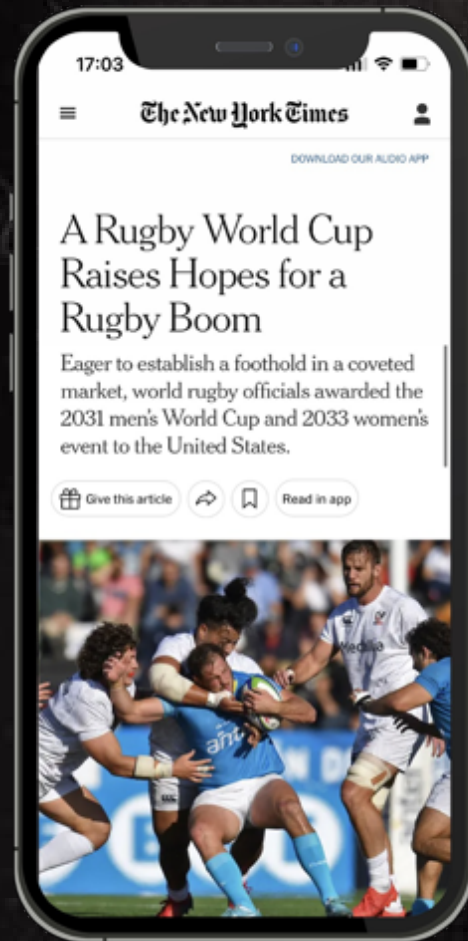 17:03
The New York Times
DOWNLOAD OUR AUDIO APP
A Rugby World Cup
Raises Hopes for a
Rugby Boom
Eager to establish a foothold in a coveted
market, world rugby officials awarded the
2031 men's World Cup and 2033 women's
event to the United States.
Give this article
Read in app